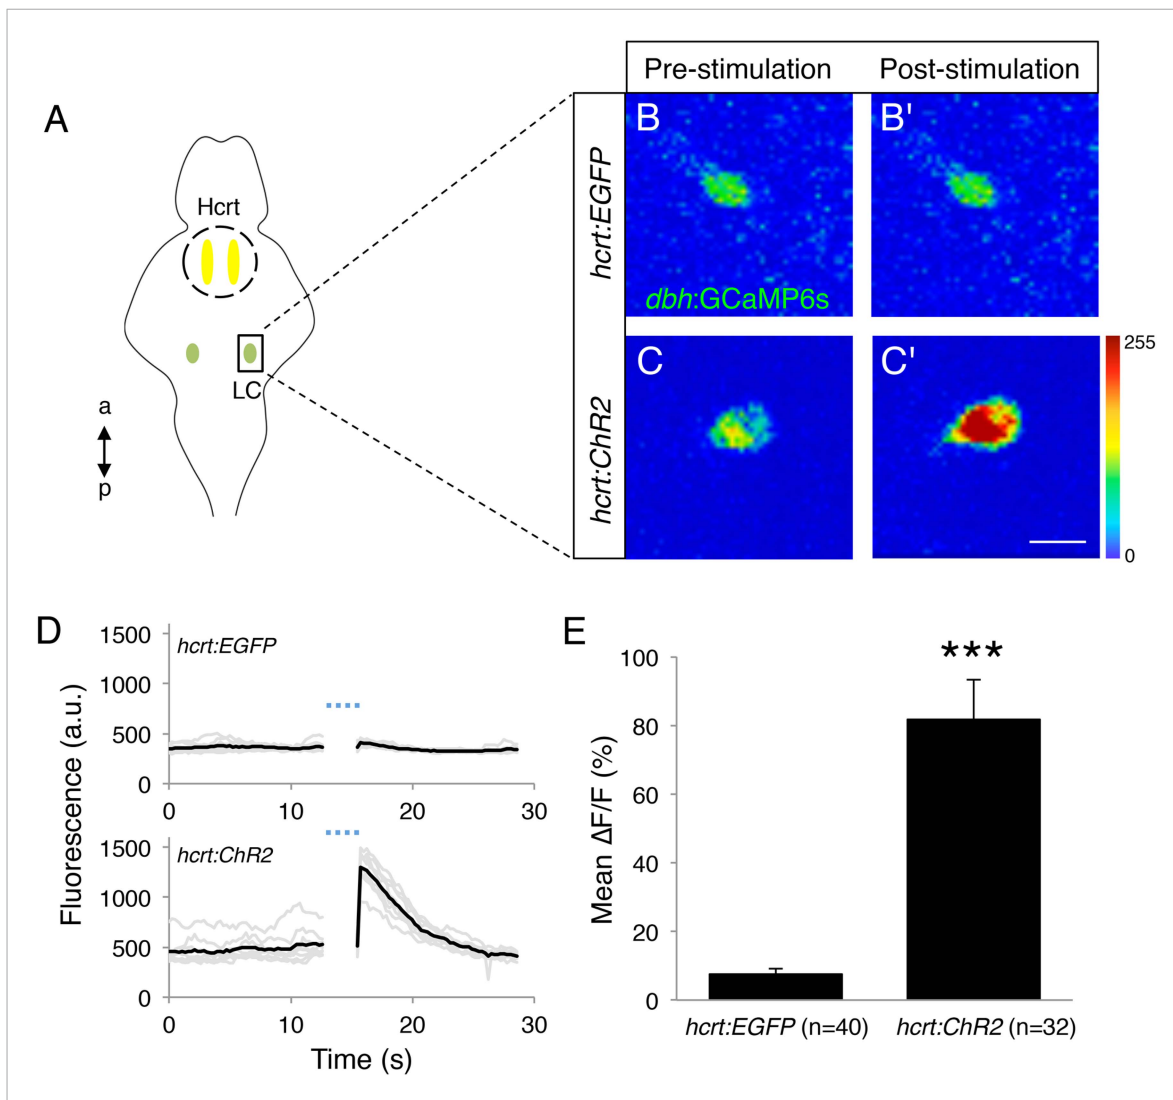 Pre-stimulation Post-stimulation
A
B
B'
hcrt:EGFP
Hcrt
dbh:GCaMP6s
C
C'
255
hcrt:ChR2
LC
a
p
0
D
hcrt:EGFP
1500
1000
500
0
0 10 20 30
hcrt:ChR2
1500
1000
500
0
0 10 20 30
Fluorescence (a.u.)
Time (s)
E
***
100
80
60
40
20
0
Mean ΔF/F (%)
hcrt:EGFP (n=40) hcrt:ChR2 (n=32)